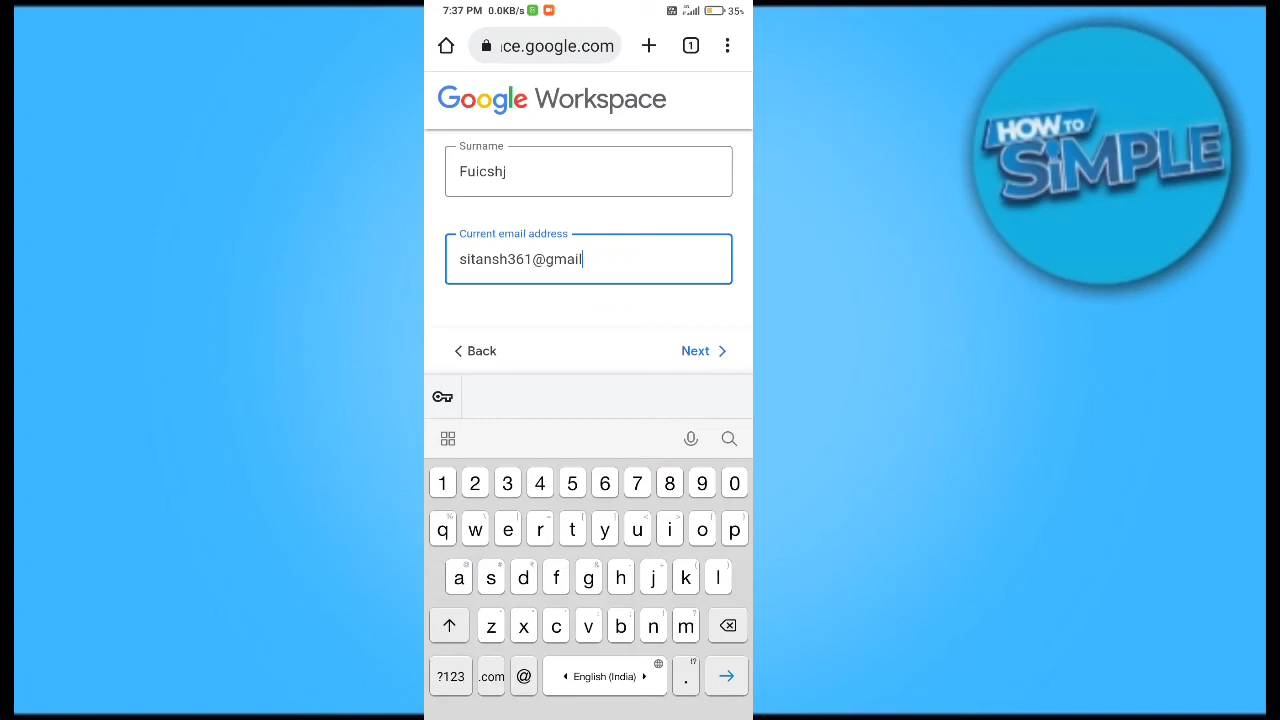 7:37 PM 0.0KB/s 35%
ce.google.com 1
Google Workspace
HOW TO
SiMPLE
Surname
Fuicshj
Current email address
sitansh361@gmail
Back Next
1 2 3 4 5 6 7 8 9 0
q w e r t y u i o p
a s d f g h j k l
z x c v b n m
?123 .com @ English (India) .